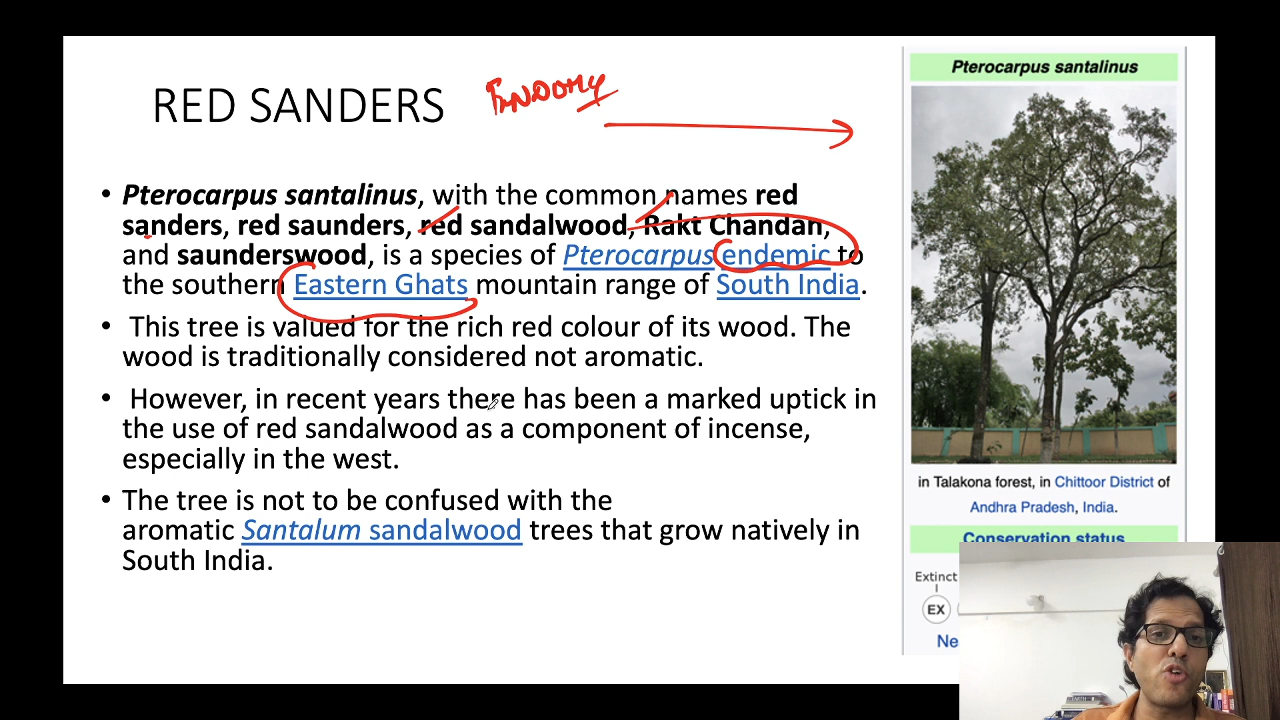 RED SANDERS
ENDOMY
• Pterocarpus santalinus, with the common names red
sanders, red saunders, red sandalwood, Rakt Chandan,
and saunderswood, is a species of Pterocarpus endemic to
the southern Eastern Ghats mountain range of South India.
• This tree is valued for the rich red colour of its wood. The
wood is traditionally considered not aromatic.
• However, in recent years there has been a marked uptick in
the use of red sandalwood as a component of incense,
especially in the west.
• The tree is not to be confused with the
aromatic Santalum sandalwood trees that grow natively in
South India.
Pterocarpus santalinus
in Talakona forest, in Chittoor District of
Andhra Pradesh, India.
Conservation status
Extinct
EX
Ne